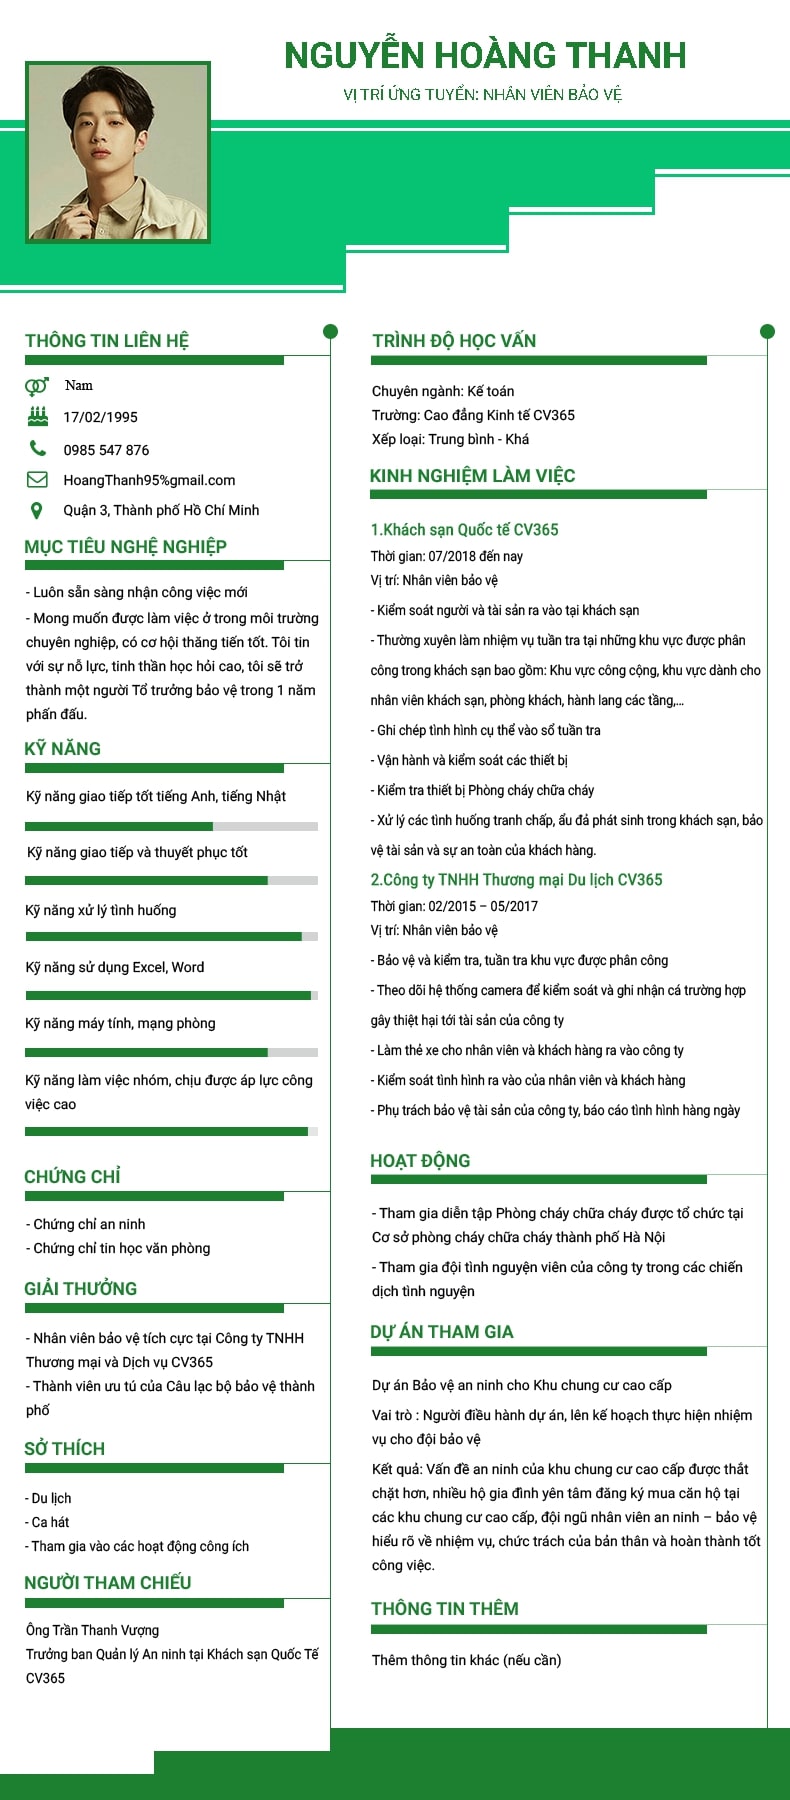 NGUYỄN HOÀNG THANH
VỊ TRÍ ỨNG TUYỂN: NHÂN VIÊN BẢO VỆ
THÔNG TIN LIÊN HỆ
Nam
17/02/1995
0985 547 876
HoangThanh95%gmail.com
Quận 3, Thành phố Hồ Chí Minh
MỤC TIÊU NGHỆ NGHIỆP
- Luôn sẵn sàng nhận công việc mới
- Mong muốn được làm việc ở trong môi trường
chuyên nghiệp, có cơ hội thăng tiến tốt. Tôi tin
với sự nỗ lực, tinh thần học hỏi cao, tôi sẽ trở
thành một người Tổ trưởng bảo vệ trong 1 năm
phấn đấu.
KỸ NĂNG
Kỹ năng giao tiếp tốt tiếng Anh, tiếng Nhật
Kỹ năng giao tiếp và thuyết phục tốt
Kỹ năng xử lý tình huống
Kỹ năng sử dụng Excel, Word
Kỹ năng máy tính, mạng phòng
Kỹ năng làm việc nhóm, chịu được áp lực công
việc cao
CHỨNG CHỈ
- Chứng chỉ an ninh
- Chứng chỉ tin học văn phòng
GIẢI THƯỞNG
- Nhân viên bảo vệ tích cực tại Công ty TNHH
Thương mại và Dịch vụ CV365
- Thành viên ưu tú của Câu lạc bộ bảo vệ thành
phố
SỞ THÍCH
- Du lịch
- Ca hát
- Tham gia vào các hoạt động công ích
NGƯỜI THAM CHIẾU
Ông Trần Thanh Vượng
Trưởng ban Quản lý An ninh tại Khách sạn Quốc Tế
CV365
TRÌNH ĐỘ HỌC VẤN
Chuyên ngành: Kế toán
Trường: Cao đẳng Kinh tế CV365
Xếp loại: Trung bình - Khá
KINH NGHIỆM LÀM VIỆC
1.Khách sạn Quốc tế CV365
Thời gian: 07/2018 đến nay
Vị trí: Nhân viên bảo vệ
- Kiểm soát người và tài sản ra vào tại khách sạn
- Thường xuyên làm nhiệm vụ tuần tra tại những khu vực được phân
công trong khách sạn bao gồm: Khu vực công cộng, khu vực dành cho
nhân viên khách sạn, phòng khách, hành lang các tầng,...
- Ghi chép tình hình cụ thể vào sổ tuần tra
- Vận hành và kiểm soát các thiết bị
- Kiểm tra thiết bị Phòng cháy chữa cháy
- Xử lý các tình huống tranh chấp, ẩu đả phát sinh trong khách sạn, bảo
vệ tài sản và sự an toàn của khách hàng.
2.Công ty TNHH Thương mại Du lịch CV365
Thời gian: 02/2015 – 05/2017
Vị trí: Nhân viên bảo vệ
- Bảo vệ và kiểm tra, tuần tra khu vực được phân công
- Theo dõi hệ thống camera để kiểm soát và ghi nhận cá trường hợp
gây thiệt hại tới tài sản của công ty
- Làm thẻ xe cho nhân viên và khách hàng ra vào công ty
- Kiểm soát tình hình ra vào của nhân viên và khách hàng
- Phụ trách bảo vệ tài sản của công ty, báo cáo tình hình hàng ngày
HOẠT ĐỘNG
- Tham gia diễn tập Phòng cháy chữa cháy được tổ chức tại
Cơ sở phòng cháy chữa cháy thành phố Hà Nội
- Tham gia đội tình nguyện viên của công ty trong các chiến
dịch tình nguyện
DỰ ÁN THAM GIA
Dự án Bảo vệ an ninh cho Khu chung cư cao cấp
Vai trò : Người điều hành dự án, lên kế hoạch thực hiện nhiệm
vụ cho đội bảo vệ
Kết quả: Vấn đề an ninh của khu chung cư cao cấp được thắt
chặt hơn, nhiều hộ gia đình yên tâm đăng ký mua căn hộ tại
các khu chung cư cao cấp, đội ngũ nhân viên an ninh – bảo vệ
hiểu rõ về nhiệm vụ, chức trách của bản thân và hoàn thành tốt
công việc.
THÔNG TIN THÊM
Thêm thông tin khác (nếu cần)